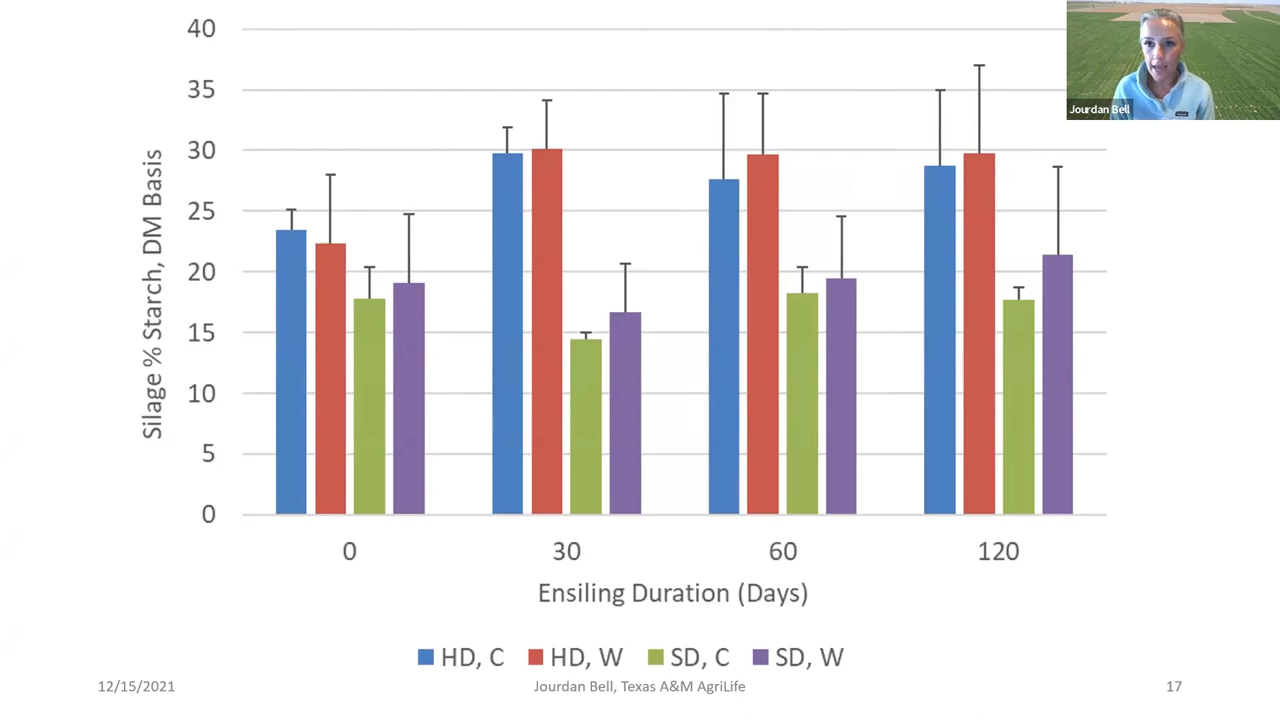 40
35
30
25
20
15
10
5
0
Silage % Starch, DM Basis
0 30 60 120
Ensiling Duration (Days)
HD, C HD, W SD, C SD, W
12/15/2021 Jourdan Bell, Texas A&M AgriLife 17
Jourdan Bell